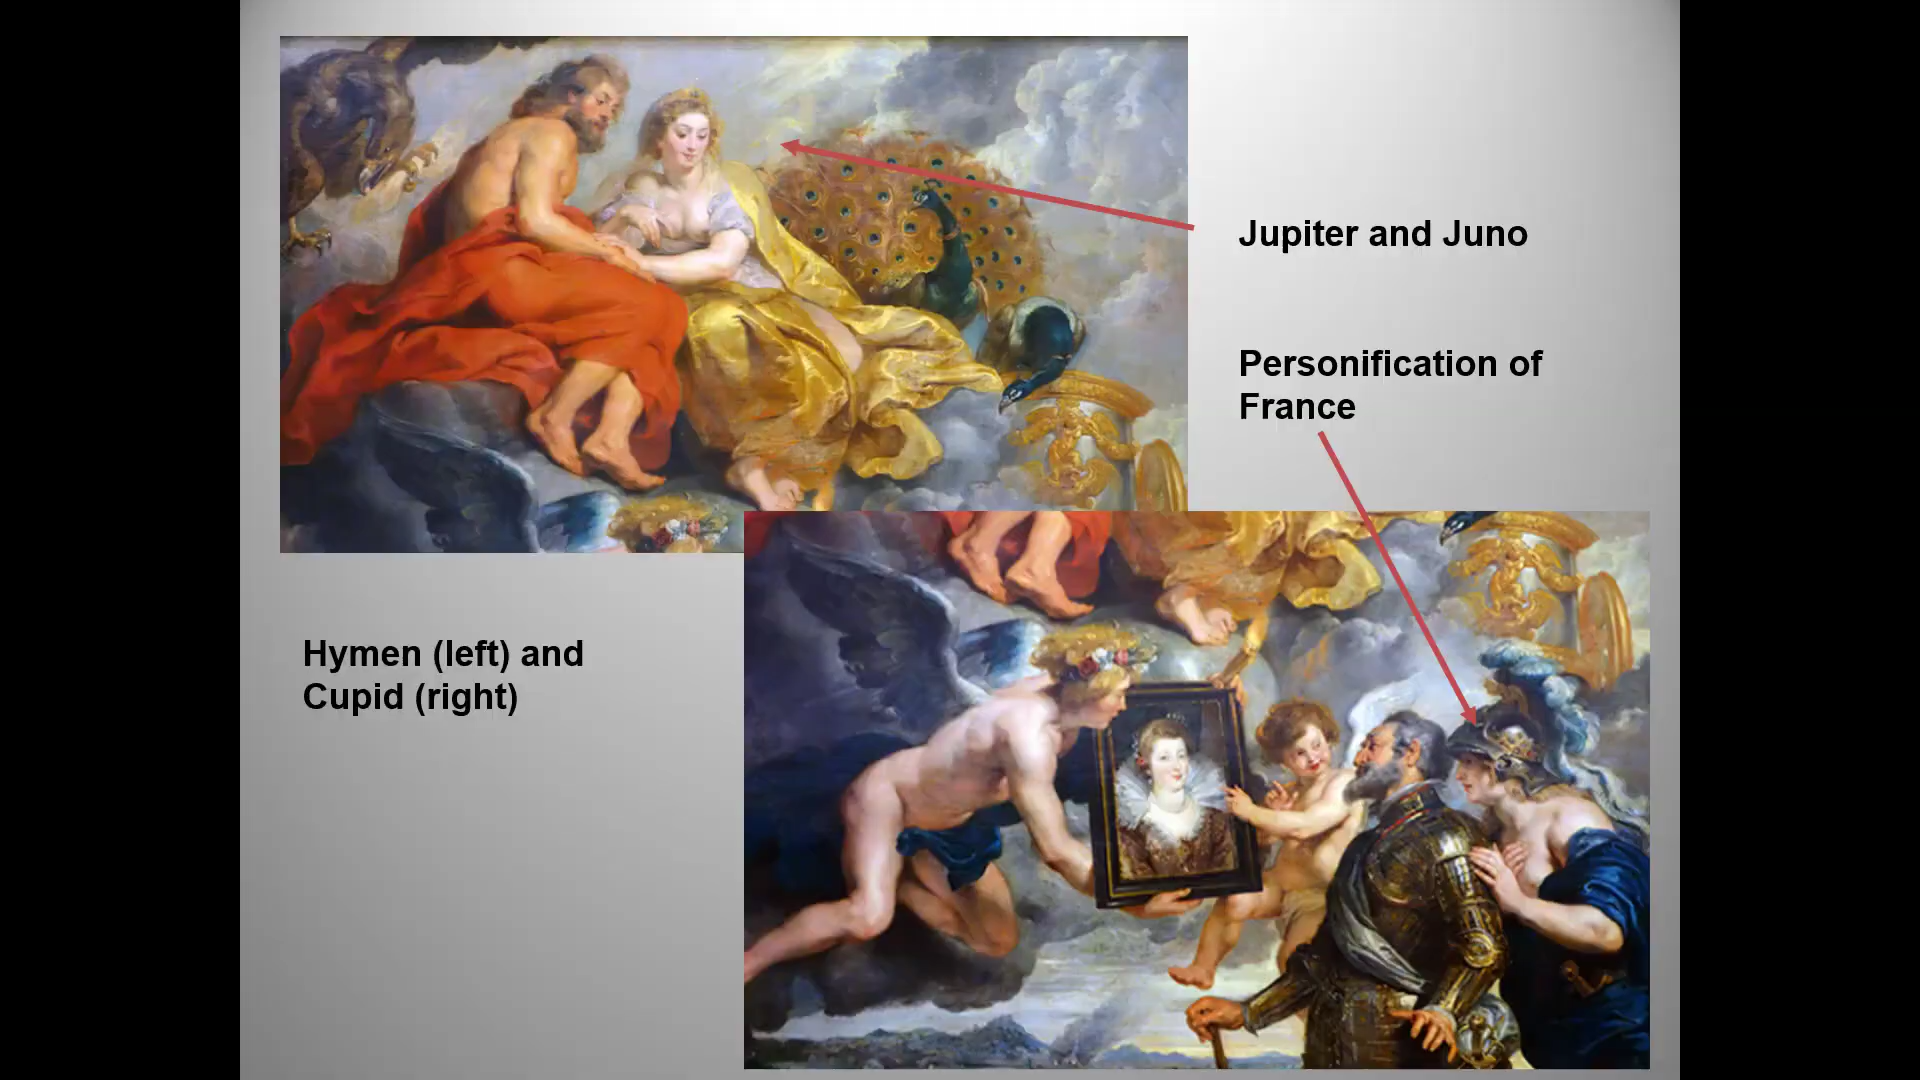 Jupiter and Juno
Personification of
France
Hymen (left) and
Cupid (right)